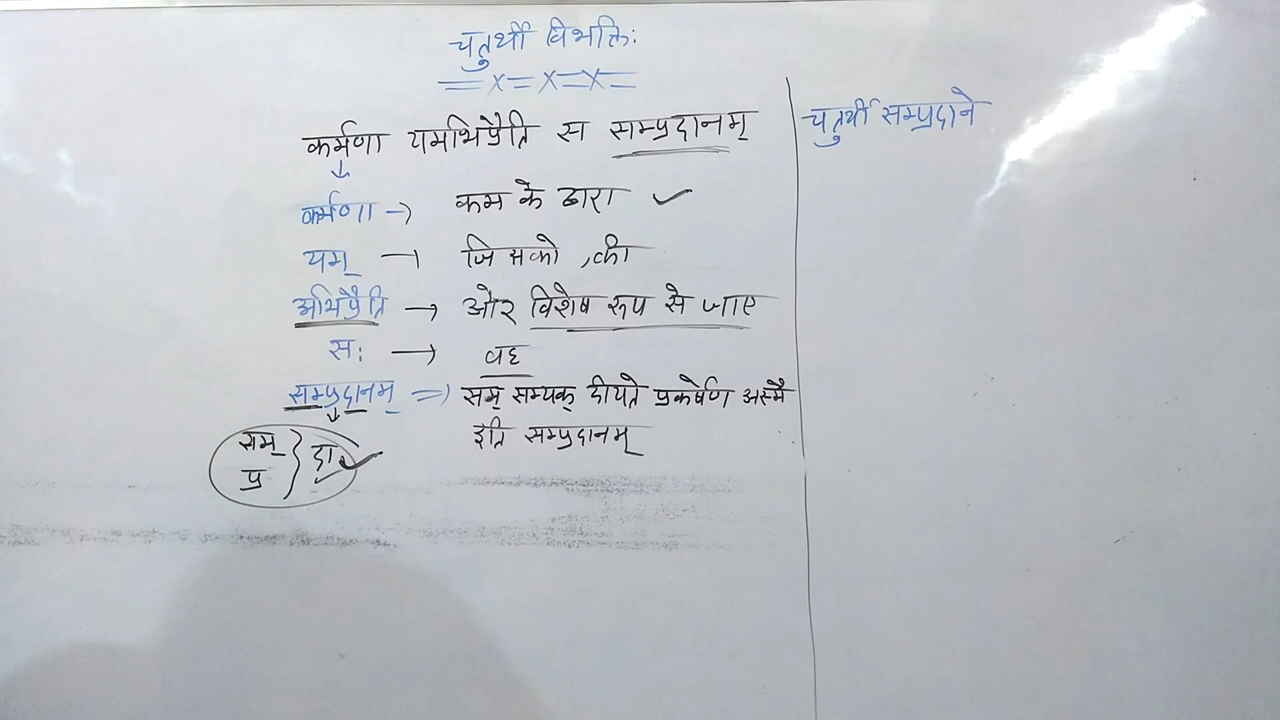 चतुर्थी विभक्तिः
=x=x=x=
कर्मणा यमभिप्रैति स सम्प्रदानम्
कर्मणा → कम के द्वारा ✓
यम् → जिसको ,की
अभिप्रैति → और विशेष रूप से जाए
सः → वह
सम्प्रदानम् ⇒ सम् सम्यक् दीयते प्रकर्षेण अस्मै
इति सम्प्रदानम्
सम्
प्र } दा ✓
चतुर्थी सम्प्रदाने